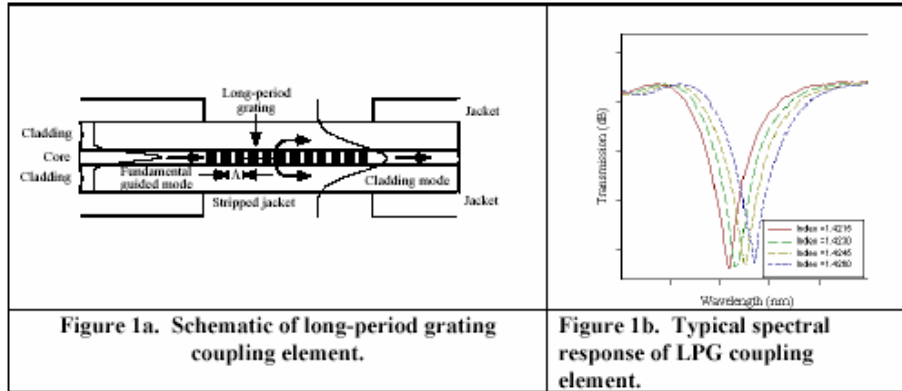 Long-period
grating
Jacket
Cladding
Core
Cladding
Fundamental
guided mode
Λ
Cladding mode
Stripped jacket
Jacket
Transmission (dB)
Index =1.4215
Index =1.4230
Index =1.4245
Index =1.4260
Wavelength (nm)
Figure 1a. Schematic of long-period grating
coupling element.
Figure 1b. Typical spectral
response of LPG coupling
element.